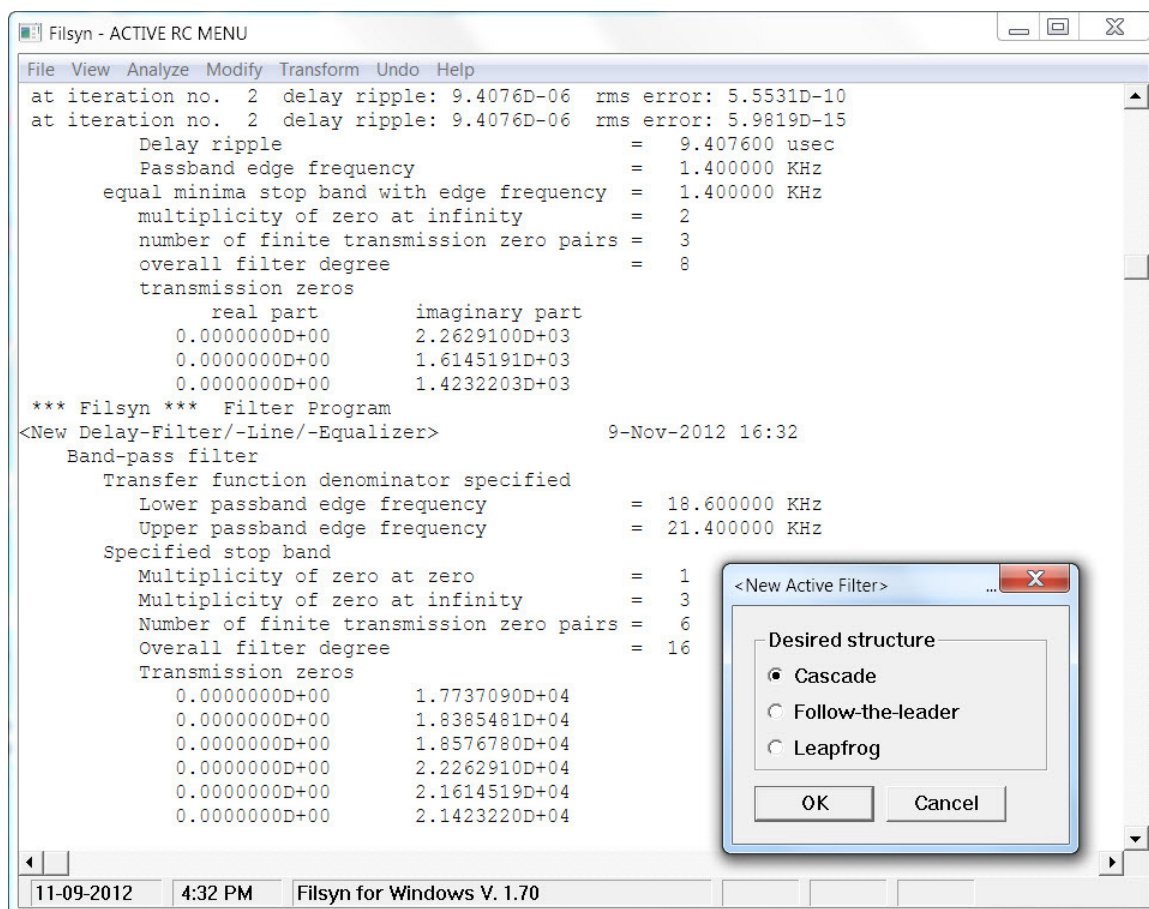 Filsyn - ACTIVE RC MENU
File View Analyze Modify Transform Undo Help
at iteration no. 2 delay ripple: 9.4076D-06 rms error: 5.5531D-10
at iteration no. 2 delay ripple: 9.4076D-06 rms error: 5.9819D-15
Delay ripple = 9.407600 usec
Passband edge frequency = 1.400000 KHz
equal minima stop band with edge frequency = 1.400000 KHz
multiplicity of zero at infinity = 2
number of finite transmission zero pairs = 3
overall filter degree = 8
transmission zeros
real part imaginary part
0.0000000D+00 2.2629100D+03
0.0000000D+00 1.6145191D+03
0.0000000D+00 1.4232203D+03
*** Filsyn *** Filter Program
<New Delay-Filter/-Line/-Equalizer> 9-Nov-2012 16:32
Band-pass filter
Transfer function denominator specified
Lower passband edge frequency = 18.600000 KHz
Upper passband edge frequency = 21.400000 KHz
Specified stop band
Multiplicity of zero at zero = 1
Multiplicity of zero at infinity = 3
Number of finite transmission zero pairs = 6
Overall filter degree = 16
Transmission zeros
0.0000000D+00 1.7737090D+04
0.0000000D+00 1.8385481D+04
0.0000000D+00 1.8576780D+04
0.0000000D+00 2.2262910D+04
0.0000000D+00 2.1614519D+04
0.0000000D+00 2.1423220D+04
<New Active Filter> ...
Desired structure
Cascade
Follow-the-leader
Leapfrog
OK Cancel
11-09-2012 4:32 PM Filsyn for Windows V. 1.70